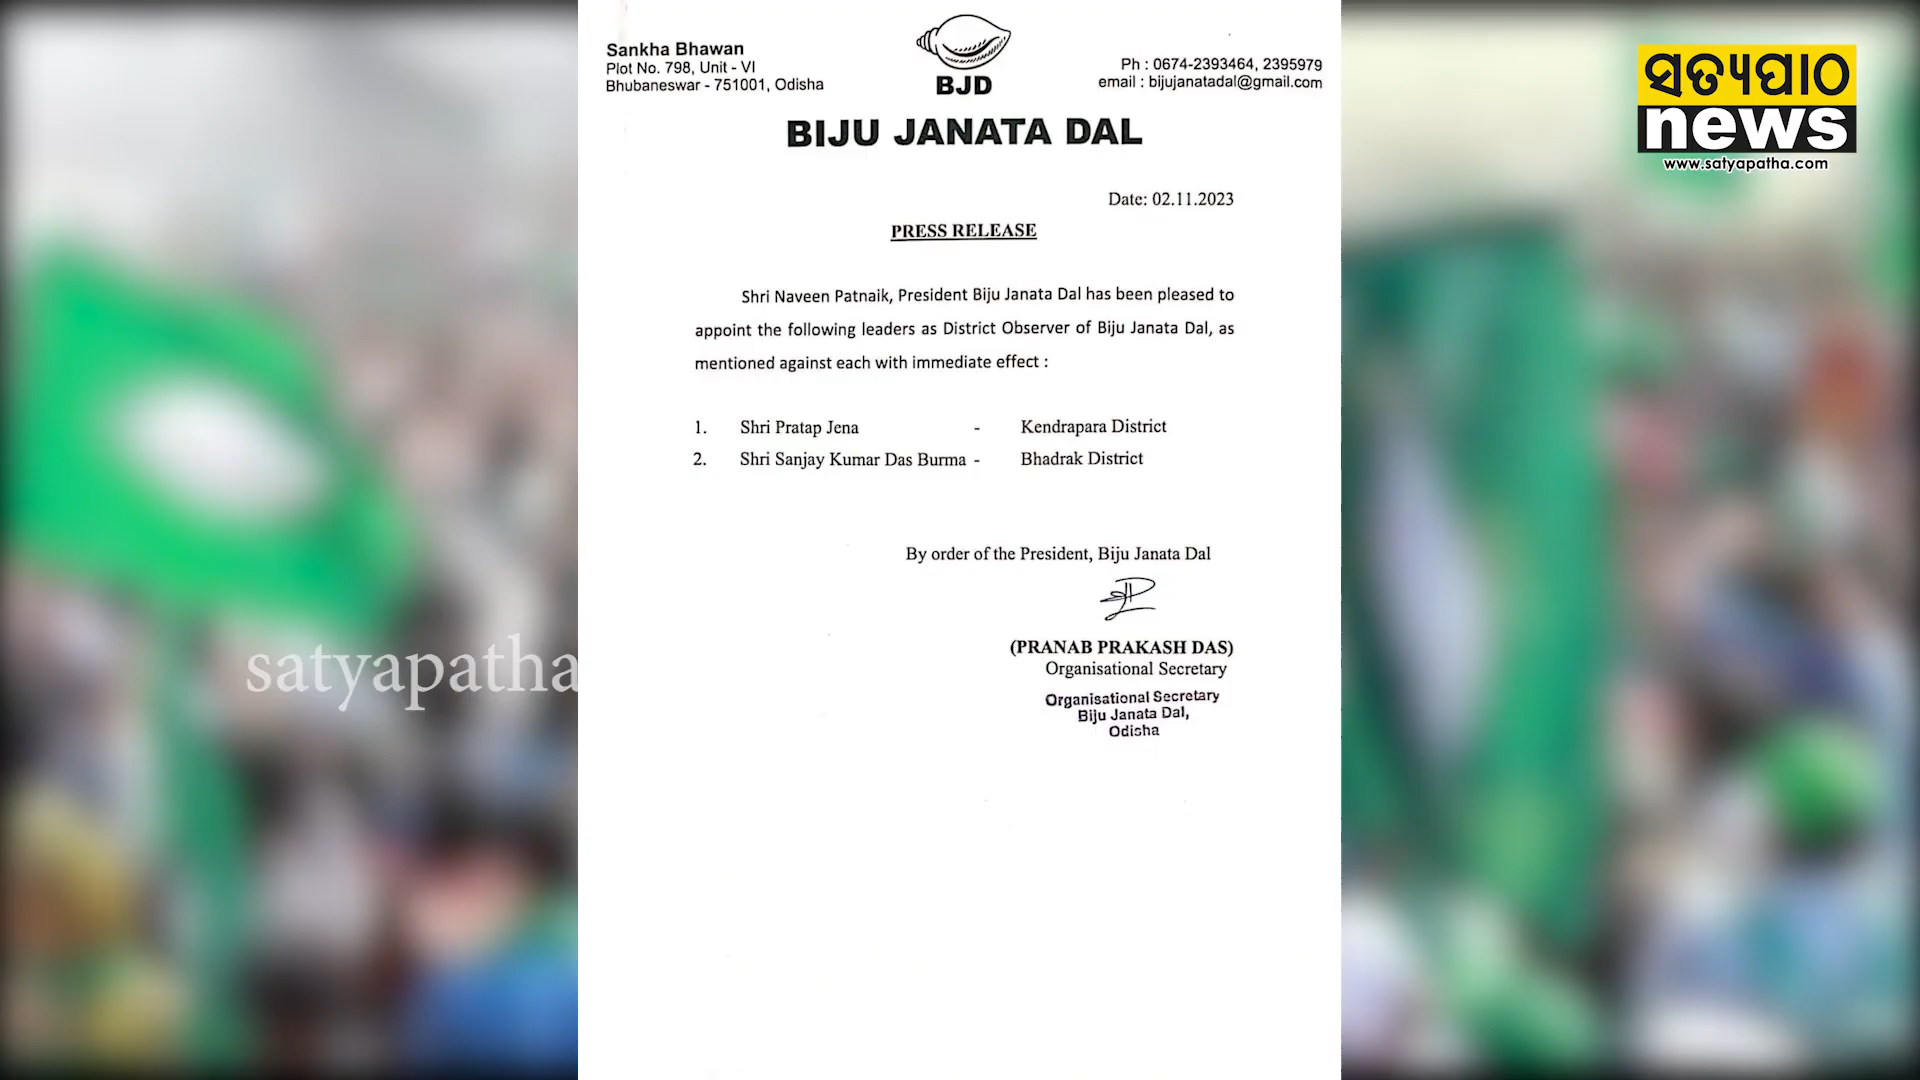 Sankha Bhawan
Plot No. 798, Unit - VI
Bhubaneswar - 751001, Odisha
BJD
Ph : 0674-2393464, 2395979
email : bijujanatadal@gmail.com
BIJU JANATA DAL
Date: 02.11.2023
PRESS RELEASE
Shri Naveen Patnaik, President Biju Janata Dal has been pleased to
appoint the following leaders as District Observer of Biju Janata Dal, as
mentioned against each with immediate effect :
1. Shri Pratap Jena - Kendrapara District
2. Shri Sanjay Kumar Das Burma - Bhadrak District
By order of the President, Biju Janata Dal
(PRANAB PRAKASH DAS)
Organisational Secretary
Organisational Secretary
Biju Janata Dal,
Odisha
ସତ୍ୟପାଠ
news
www.satyapatha.com
satyapatha